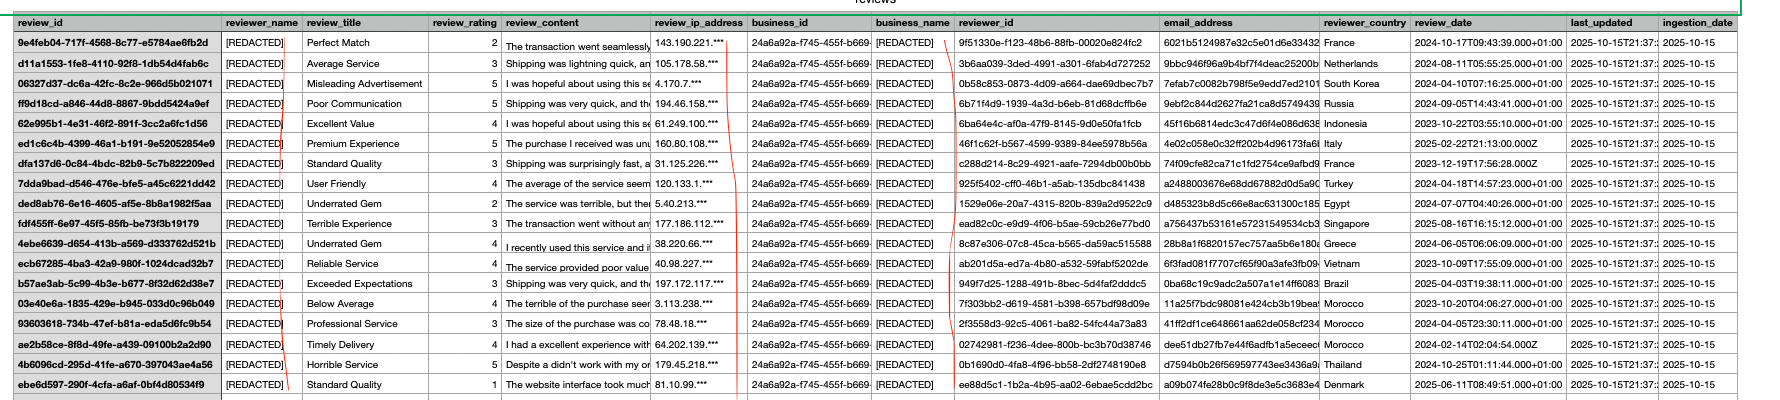 reviews
review_id reviewer_name review_title review_rating review_content review_ip_address business_id business_name reviewer_id email_address reviewer_country review_date last_updated ingestion_date
9e4feb04-717f-4568-8c77-e5784ae6fb2d [REDACTED] Perfect Match 2 The transaction went seamlessly 143.190.221.*** 24a6a92a-f745-455f-b669- [REDACTED] 9f51330e-f123-48b6-88fb-00020e824fc2 6021b5124987e32c5e01d6e33432 France 2024-10-17T09:43:39.000+01:00 2025-10-15T21:37: 2025-10-15
d11a1553-1fe8-4110-92f8-1db54d4fab6c [REDACTED] Average Service 3 Shipping was lightning quick, an 105.178.58.*** 24a6a92a-f745-455f-b669- [REDACTED] 3b6aa039-3ded-4991-a301-6fab4d727252 9bbc946f96a9b4bf7f4deac25200b Netherlands 2024-08-11T05:55:25.000+01:00 2025-10-15T21:37: 2025-10-15
06327d37-dc6a-42fc-8c2e-966d5b021071 [REDACTED] Misleading Advertisement 5 I was hopeful about using this se 4.170.7.*** 24a6a92a-f745-455f-b669- [REDACTED] 0b58c853-0873-4d09-a664-dae69dbec7b7 7efab7c0082b798f5e9edd7ed2101 South Korea 2024-04-10T07:16:25.000+01:00 2025-10-15T21:37: 2025-10-15
ff9d18cd-a846-44d8-8867-9bdd5424a9ef [REDACTED] Poor Communication 5 Shipping was very quick, and the 194.46.158.*** 24a6a92a-f745-455f-b669- [REDACTED] 6b71f4d9-1939-4a3d-b6eb-81d68dcffb6e 9ebf2c844d2627fa21ca8d5749439 Russia 2024-09-05T14:43:41.000+01:00 2025-10-15T21:37: 2025-10-15
62e995b1-4e31-46f2-891f-3cc2a6fc1d56 [REDACTED] Excellent Value 4 I was hopeful about using this se 61.249.100.*** 24a6a92a-f745-455f-b669- [REDACTED] 6ba64e4c-af0a-47f9-8145-9d0e50fa1fcb 45f16b6814edc3c47d6f4e086d638 Indonesia 2023-10-22T03:55:10.000+01:00 2025-10-15T21:37: 2025-10-15
ed1c6c4b-4399-46a1-b191-9e52052854e9 [REDACTED] Premium Experience 5 The purchase I received was unu 160.80.108.*** 24a6a92a-f745-455f-b669- [REDACTED] 46f1c62f-b567-4599-9389-84ee5978b56a 4e02c058e0c32ff202b4d96173fa6 Italy 2025-02-22T21:13:00.000Z 2025-10-15T21:37: 2025-10-15
dfa137d6-0c84-4bdc-82b9-5c7b822209ed [REDACTED] Standard Quality 3 Shipping was surprisingly fast, a 31.125.226.*** 24a6a92a-f745-455f-b669- [REDACTED] c288d214-8c29-4921-aafe-7294db00b0bb 74f09cfe82ca71c1fd2754ce9afbd9 France 2023-12-19T17:56:28.000Z 2025-10-15T21:37: 2025-10-15
7dda9bad-d546-476e-bfe5-a45c6221dd42 [REDACTED] User Friendly 4 The average of the service seem 120.133.1.*** 24a6a92a-f745-455f-b669- [REDACTED] 925f5402-cff0-46b1-a5ab-135dbc841438 a2488003676e68dd67882d0d5a90 Turkey 2024-04-18T14:57:23.000+01:00 2025-10-15T21:37: 2025-10-15
ded8ab76-6e16-4605-af5e-8b8a1982f5aa [REDACTED] Underrated Gem 2 The service was terrible, but ther 5.40.213.*** 24a6a92a-f745-455f-b669- [REDACTED] 1529e06e-20a7-4315-820b-839a2d9522c9 d485323b8d5c66e8ac631300c185 Egypt 2024-07-07T04:40:26.000+01:00 2025-10-15T21:37: 2025-10-15
fdf455ff-6e97-45f5-85fb-be73f3b19179 [REDACTED] Terrible Experience 3 The transaction went without any 177.186.112.*** 24a6a92a-f745-455f-b669- [REDACTED] ead82c0c-e9d9-4f06-b5ae-59cb26e77bd0 a756437b53161e57231549534cb3 Singapore 2025-08-16T16:15:12.000+01:00 2025-10-15T21:37: 2025-10-15
4ebe6639-d654-413b-a569-d333762d521b [REDACTED] Underrated Gem 4 I recently used this service and i 38.220.66.*** 24a6a92a-f745-455f-b669- [REDACTED] 8c87e306-07c8-45ca-b565-da59ac515588 28b8a1f6820157ec757aa5b6e180 Greece 2024-06-05T06:06:09.000+01:00 2025-10-15T21:37: 2025-10-15
ecb67285-4ba3-42a9-980f-1024dcad32b7 [REDACTED] Reliable Service 4 The service provided poor value 40.98.227.*** 24a6a92a-f745-455f-b669- [REDACTED] ab201d5a-ed7a-4b80-a532-59fabf5202de 6f3fad081f7707cf65f90a3afe3fb09 Vietnam 2023-10-09T17:55:09.000+01:00 2025-10-15T21:37: 2025-10-15
b57ae3ab-5c99-4b3e-b677-8f32d62d38e7 [REDACTED] Exceeded Expectations 3 Shipping was very quick, and the 197.172.117.*** 24a6a92a-f745-455f-b669- [REDACTED] 949f7d25-1288-491b-8bec-5d4faf2dddc5 0ba68c19c9adc2a507a1e14ff6083 Brazil 2025-04-03T19:38:11.000+01:00 2025-10-15T21:37: 2025-10-15
03e40e6a-1835-429e-b945-033d0c96b049 [REDACTED] Below Average 4 The terrible of the purchase seer 3.113.238.*** 24a6a92a-f745-455f-b669- [REDACTED] 7f303bb2-d619-4581-b398-657bdf98d09e 11a25f7bdc98081e424cb3b19bea Morocco 2023-10-20T04:06:27.000+01:00 2025-10-15T21:37: 2025-10-15
93603618-734b-47ef-b81a-eda5d6fc9b54 [REDACTED] Professional Service 3 The size of the purchase was co 78.48.18.*** 24a6a92a-f745-455f-b669- [REDACTED] 2f3558d3-92c5-4061-ba82-54fc44a73a83 41ff2df1ce648661aa62de058cf234 Morocco 2024-04-05T23:30:11.000+01:00 2025-10-15T21:37: 2025-10-15
ae2b58ce-8f8d-49fe-a439-09100b2a2d90 [REDACTED] Timely Delivery 4 I had a excellent experience with 64.202.139.*** 24a6a92a-f745-455f-b669- [REDACTED] 02742981-f236-4dee-800b-bc3b70d38746 dee51db27fb7e44f6adfb1a5eceec Morocco 2024-02-14T02:04:54.000Z 2025-10-15T21:37: 2025-10-15
4b6096cd-295d-41fe-a670-397043ae4a56 [REDACTED] Horrible Service 5 Despite a didn't work with my or 179.45.218.*** 24a6a92a-f745-455f-b669- [REDACTED] 0b1690d0-4fa8-4f96-bb58-2df2748190e8 d7594b0b26f569597743ee3436a9 Thailand 2024-10-25T01:11:44.000+01:00 2025-10-15T21:37: 2025-10-15
ebe6d597-290f-4cfa-a6af-0bf4d80534f9 [REDACTED] Standard Quality 1 The website interface took much 81.10.99.*** 24a6a92a-f745-455f-b669- [REDACTED] ee88d5c1-1b2a-4b95-aa02-6ebae5cdd2bc a09b074fe28b0c9f8de3e5c3683e4 Denmark 2025-06-11T08:49:51.000+01:00 2025-10-15T21:37: 2025-10-15